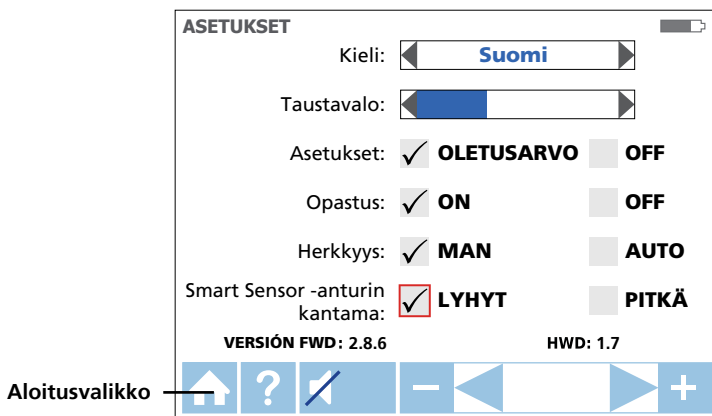 ASETUKSET
Kieli: Suomi
Taustavalo:
Asetukset: OLETUSARVO OFF
Opastus: ON OFF
Herkkyys: MAN AUTO
Smart Sensor -anturin
kantama: LYHYT PITKÄ
VERSIÓN FWD: 2.8.6 HWD: 1.7
Aloitusvalikko ? − +